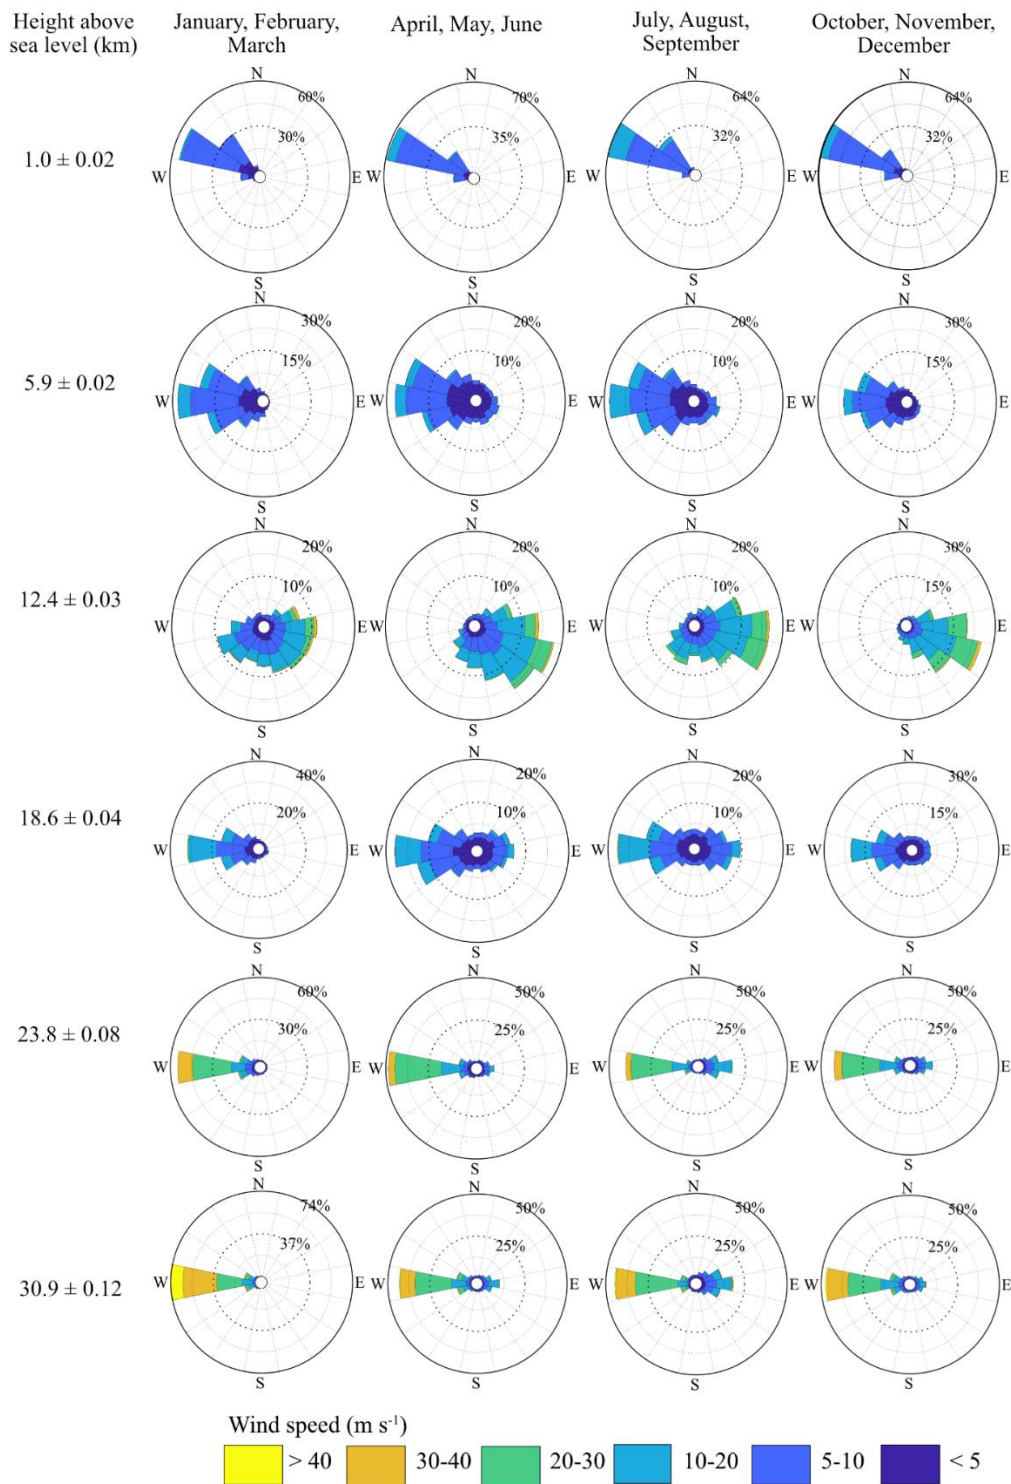 Height above
sea level (km)
January, February,
March
April, May, June
July, August,
September
October, November,
December
1.0 ± 0.02
N
60%
30%
W
E
S
N
70%
35%
W
E
S
N
64%
32%
W
E
S
N
64%
32%
W
E
S
5.9 ± 0.02
N
30%
15%
W
E
S
N
20%
10%
W
E
S
N
20%
10%
W
E
S
N
30%
15%
W
E
S
12.4 ± 0.03
N
20%
10%
W
E
S
N
20%
10%
W
E
S
N
20%
10%
W
E
S
N
30%
15%
W
E
S
18.6 ± 0.04
N
40%
20%
W
E
S
N
20%
10%
W
E
S
N
20%
10%
W
E
S
N
30%
15%
W
E
S
23.8 ± 0.08
N
60%
30%
W
E
S
N
50%
25%
W
E
S
N
50%
25%
W
E
S
N
50%
25%
W
E
S
30.9 ± 0.12
N
74%
37%
W
E
S
N
50%
25%
W
E
S
N
50%
25%
W
E
S
N
50%
25%
W
E
S
Wind speed (m s⁻¹)
> 40
30-40
20-30
10-20
5-10
< 5